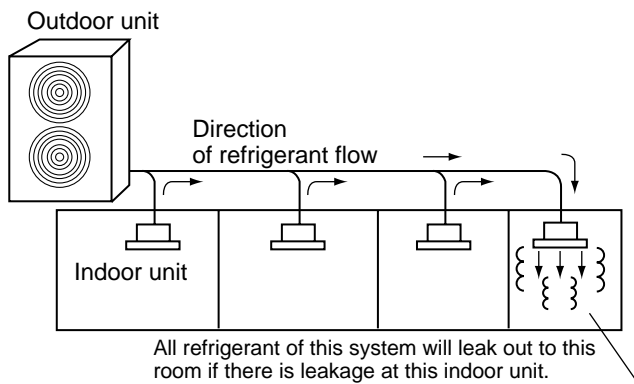 Outdoor unit
Direction
of refrigerant flow
Indoor unit
All refrigerant of this system will leak out to this
room if there is leakage at this indoor unit.